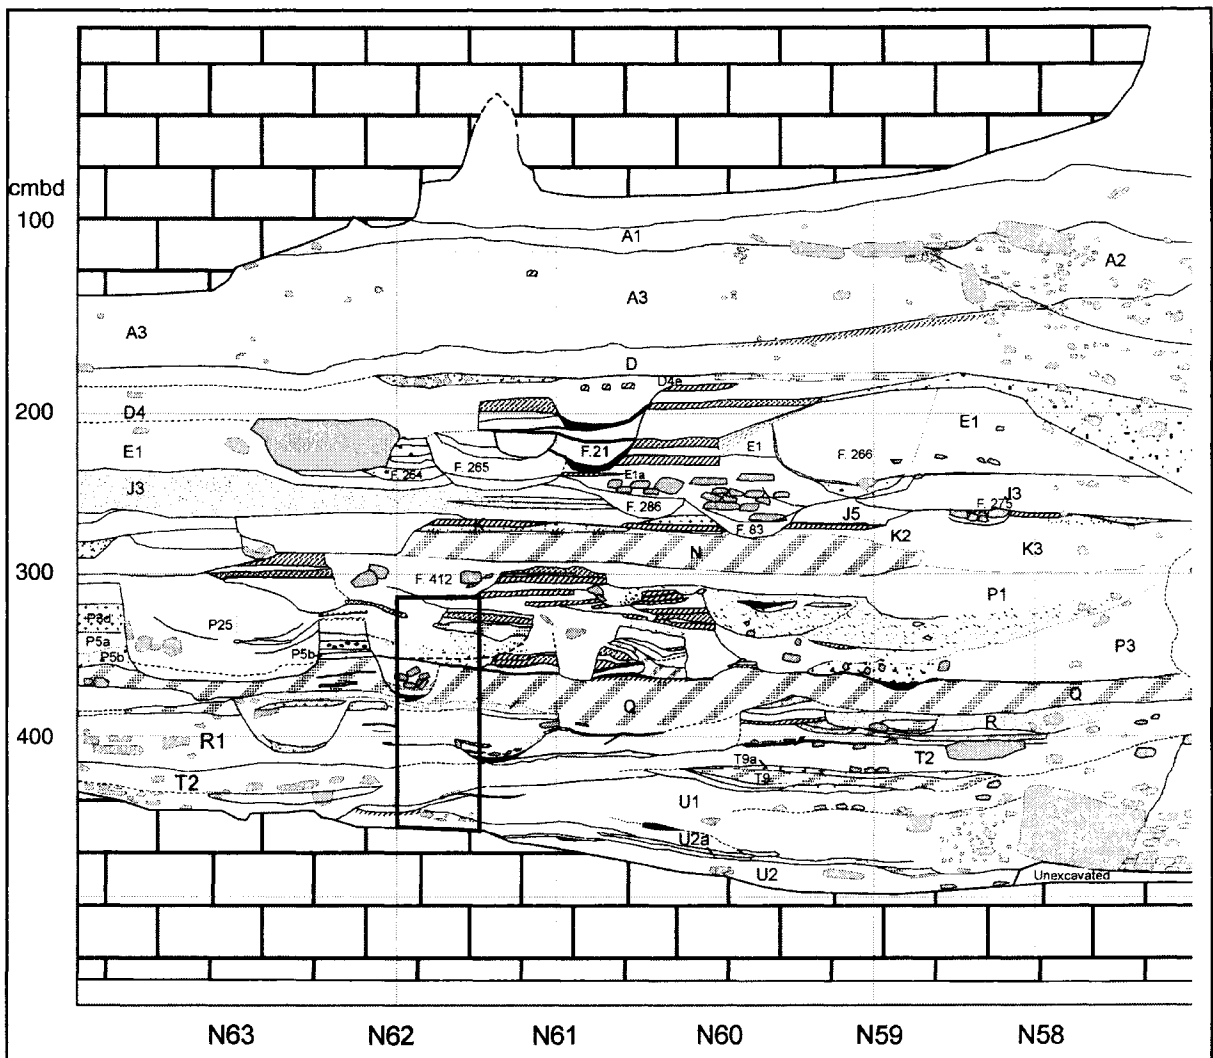 cmbd
100
A1
A2
A3
A3
D
D4e
200
D4
E1
E1
E1
F.21
F. 264
F. 265
F. 266
E1a
J3
J3
F. 275
F. 286
F. 83
J5
K
K2
K3
N
300
F. 412
P1
P25
P5a
P5b
P5b
P3
Q
Q
R
400
R1
T2
T2
T9a
T9
U1
U2a
U2
Unexcavated
N63 N62 N61 N60 N59 N58